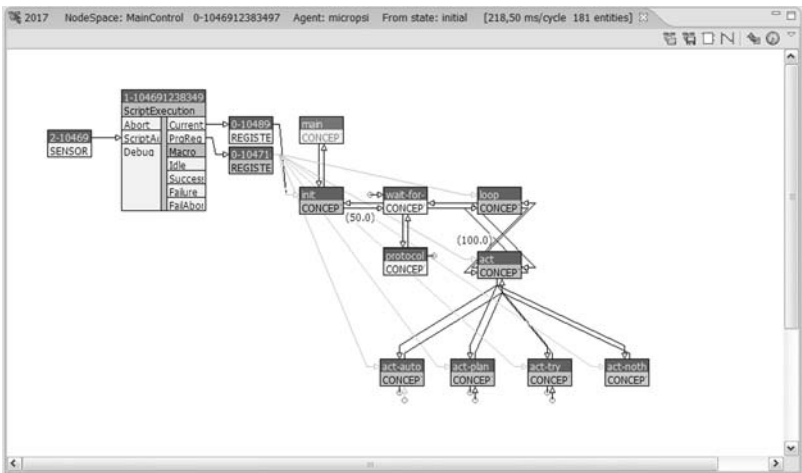 2017 NodeSpace: MainControl 0-1046912383497 Agent: micropsi From state: initial [218,50 ms/cycle 181 entities]
1-104691238349
ScriptExecution
Abort Current
ScriptAc PrgReg
Debug Macro
Idle
Success
Failure
FailAbor
2-10469
SENSOR
0-10489
REGISTE
0-10471
REGISTE
main
CONCEP
init
CONCEP
(50.0)
wait-for-
CONCEP
loop
CONCEP
(100.0)
protocol
CONCEP
act
CONCEP
act-auto
CONCEP
act-plan
CONCEP
act-try
CONCEP
act-noth
CONCEP